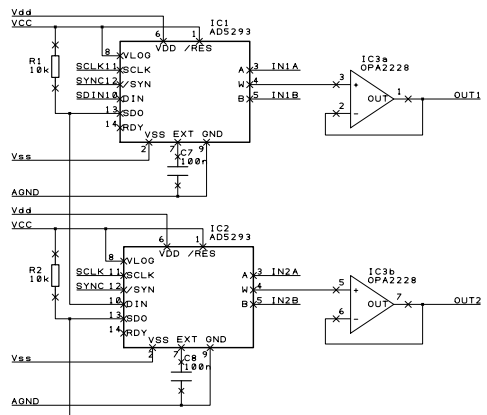 Vdd
VCC
IC1
AD5293
6
1
VDD /RES
8
VLOG
R1
10k
SCLK 11
SCLK
A
3
IN1A
SYNC 12
/SYN
W
4
SDIN 10
DIN
B
5
IN1B
13
SDO
14
RDY
VSS EXT GND
2
7
9
C7
100n
Vss
AGND
IC3a
OPA2228
3
+
2
-
OUT
1
OUT1
Vdd
VCC
IC2
AD5293
6
1
VDD /RES
8
VLOG
R2
10k
SCLK 11
SCLK
A
3
IN2A
SYNC 12
/SYN
W
4
10
DIN
B
5
IN2B
13
SDO
14
RDY
VSS EXT GND
2
7
9
C8
100n
Vss
AGND
IC3b
OPA2228
5
+
6
-
OUT
7
OUT2